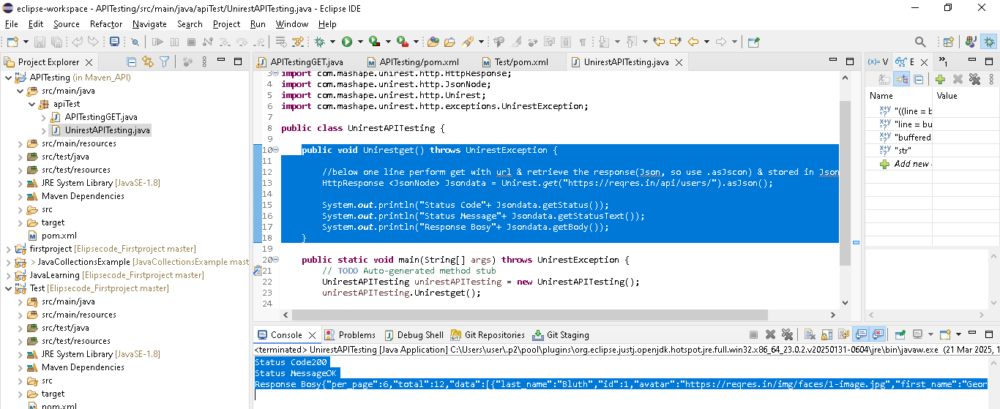 eclipse-workspace - APITesting/src/main/java/apiTest/UnirestAPITesting.java - Eclipse IDE
File Edit Source Refactor Navigate Search Project Run Window Help
Project Explorer
APITesting (in Maven_API)
src/main/java
apiTest
APITestingGET.java
UnirestAPITesting.java
src/main/resources
src/test/java
src/test/resources
JRE System Library [JavaSE-1.8]
Maven Dependencies
src
target
pom.xml
firstproject [Elipsecode_Firstproject master]
> JavaCollectionsExample [JavaCollectionsExample mast
JavaLearning [Elipsecode_Firstproject master]
Test [Elipsecode_Firstproject master]
src/main/java
src/main/resources
src/test/java
src/test/resources
JRE System Library [JavaSE-1.8]
Maven Dependencies
src
target
pom.xml
APITestingGET.java APITesting/pom.xml Test/pom.xml UnirestAPITesting.java
3 import com.mashape.unirest.http.HttpResponse;
4 import com.mashape.unirest.http.JsonNode;
5 import com.mashape.unirest.http.Unirest;
6 import com.mashape.unirest.http.exceptions.UnirestException;
7
8 public class UnirestAPITesting {
9
10 public void Unirestget() throws UnirestException {
11
12 //below one line perform get with url & retrieve the response(Json, so use .asJscon) & stored in Json
13 HttpResponse <JsonNode> Jsondata = Unirest.get("https://reqres.in/api/users/").asJson();
14
15 System.out.println("Status Code"+ Jsondata.getStatus());
16 System.out.println("Status Message"+ Jsondata.getStatusText());
17 System.out.println("Response Bosy"+ Jsondata.getBody());
18 }
19
20 public static void main(String[] args) throws UnirestException {
21 // TODO Auto-generated method stub
22 UnirestAPITesting unirestAPITesting = new UnirestAPITesting();
23 unirestAPITesting.Unirestget();
24
(x)= V E »1
Name Value
"((line = b
"line = bu
"buffered
"str"
Add new
Console Problems Debug Shell Git Repositories Git Staging
<terminated> UnirestAPITesting [Java Application] C:\Users\user\.p2\pool\plugins\org.eclipse.justj.openjdk.hotspot.jre.full.win32.x86_64_23.0.2.v20250131-0604\jre\bin\javaw.exe (21 Mar 2025, 1
Status Code200
Status MessageOK
Response Bosy{"per_page":6,"total":12,"data":[{"last_name":"Bluth","id":1,"avatar":"https://reqres.in/img/faces/1-image.jpg","first_name":"Geor